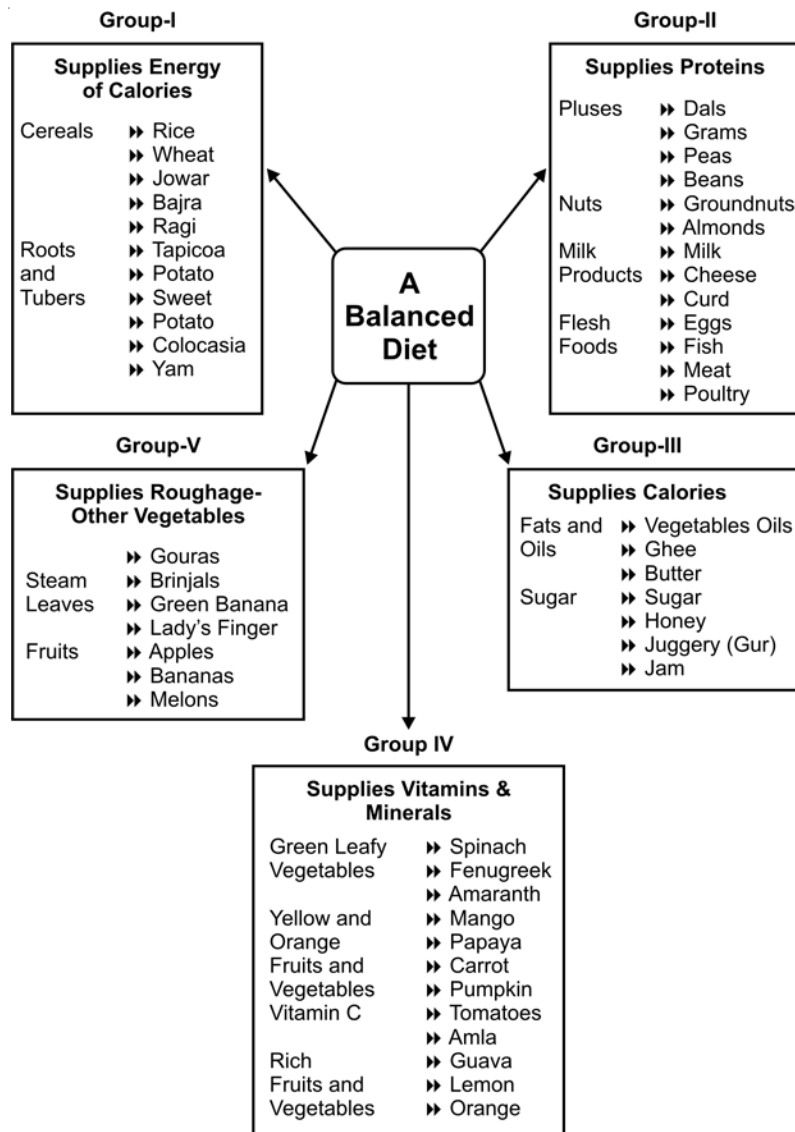 Group-I
Supplies Energy
of Calories
Cereals ▸▸ Rice
▸▸ Wheat
▸▸ Jowar
▸▸ Bajra
▸▸ Ragi
Roots ▸▸ Tapicoa
and ▸▸ Potato
Tubers ▸▸ Sweet
▸▸ Potato
▸▸ Colocasia
▸▸ Yam
Group-II
Supplies Proteins
Pluses ▸▸ Dals
▸▸ Grams
▸▸ Peas
▸▸ Beans
Nuts ▸▸ Groundnuts
▸▸ Almonds
Milk ▸▸ Milk
Products ▸▸ Cheese
▸▸ Curd
Flesh ▸▸ Eggs
Foods ▸▸ Fish
▸▸ Meat
▸▸ Poultry
A
Balanced
Diet
Group-V
Supplies Roughage-
Other Vegetables
▸▸ Gouras
Steam ▸▸ Brinjals
Leaves ▸▸ Green Banana
▸▸ Lady's Finger
Fruits ▸▸ Apples
▸▸ Bananas
▸▸ Melons
Group-III
Supplies Calories
Fats and ▸▸ Vegetables Oils
Oils ▸▸ Ghee
▸▸ Butter
Sugar ▸▸ Sugar
▸▸ Honey
▸▸ Juggery (Gur)
▸▸ Jam
Group IV
Supplies Vitamins &
Minerals
Green Leafy ▸▸ Spinach
Vegetables ▸▸ Fenugreek
▸▸ Amaranth
Yellow and ▸▸ Mango
Orange ▸▸ Papaya
Fruits and ▸▸ Carrot
Vegetables ▸▸ Pumpkin
Vitamin C ▸▸ Tomatoes
▸▸ Amla
Rich ▸▸ Guava
Fruits and ▸▸ Lemon
Vegetables ▸▸ Orange